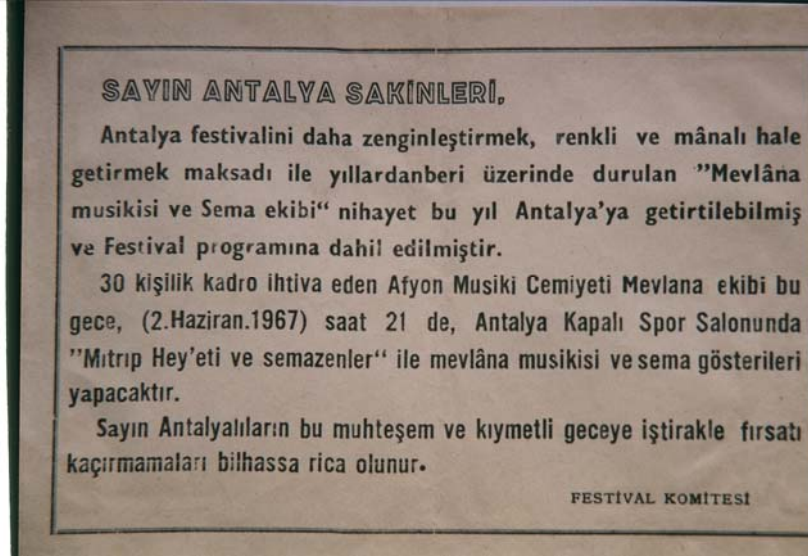 SAYIN ANTALYA SAKİNLERİ,
Antalya festivalini daha zenginleştirmek, renkli ve mânalı hale
getirmek maksadı ile yıllardanberi üzerinde durulan "Mevlâna
musikisi ve Sema ekibi“ nihayet bu yıl Antalya'ya getirtilebilmiş
ve Festival programına dahil edilmiştir.
30 kişilik kadro ihtiva eden Afyon Musiki Cemiyeti Mevlana ekibi bu
gece, (2.Haziran.1967) saat 21 de, Antalya Kapalı Spor Salonunda
"Mıtrıp Hey'eti ve semazenler“ ile mevlâna musikisi ve sema gösterileri
yapacaktır.
Sayın Antalyalıların bu muhteşem ve kıymetli geceye iştirakle fırsatı
kaçırmamaları bilhassa rica olunur.
FESTİVAL KOMİTESİ